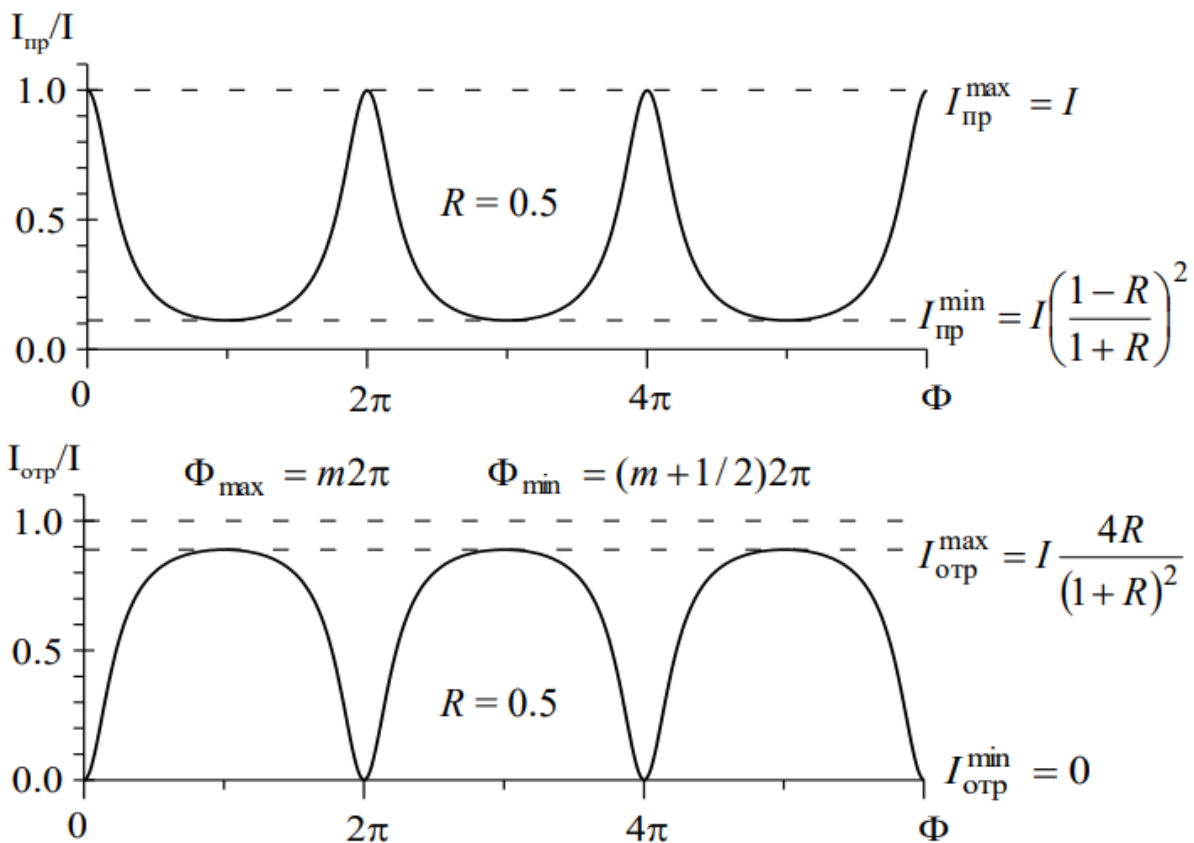 I_пр/I
1.0
I_пр^max = I
R = 0.5
0.5
I_пр^min = I((1 − R)/(1 + R))^2
0.0
0 2π 4π Φ
I_отр/I
Φ_max = m2π Φ_min = (m + 1/2)2π
1.0
I_отр^max = I 4R/(1 + R)^2
0.5
R = 0.5
0.0
I_отр^min = 0
0 2π 4π Φ